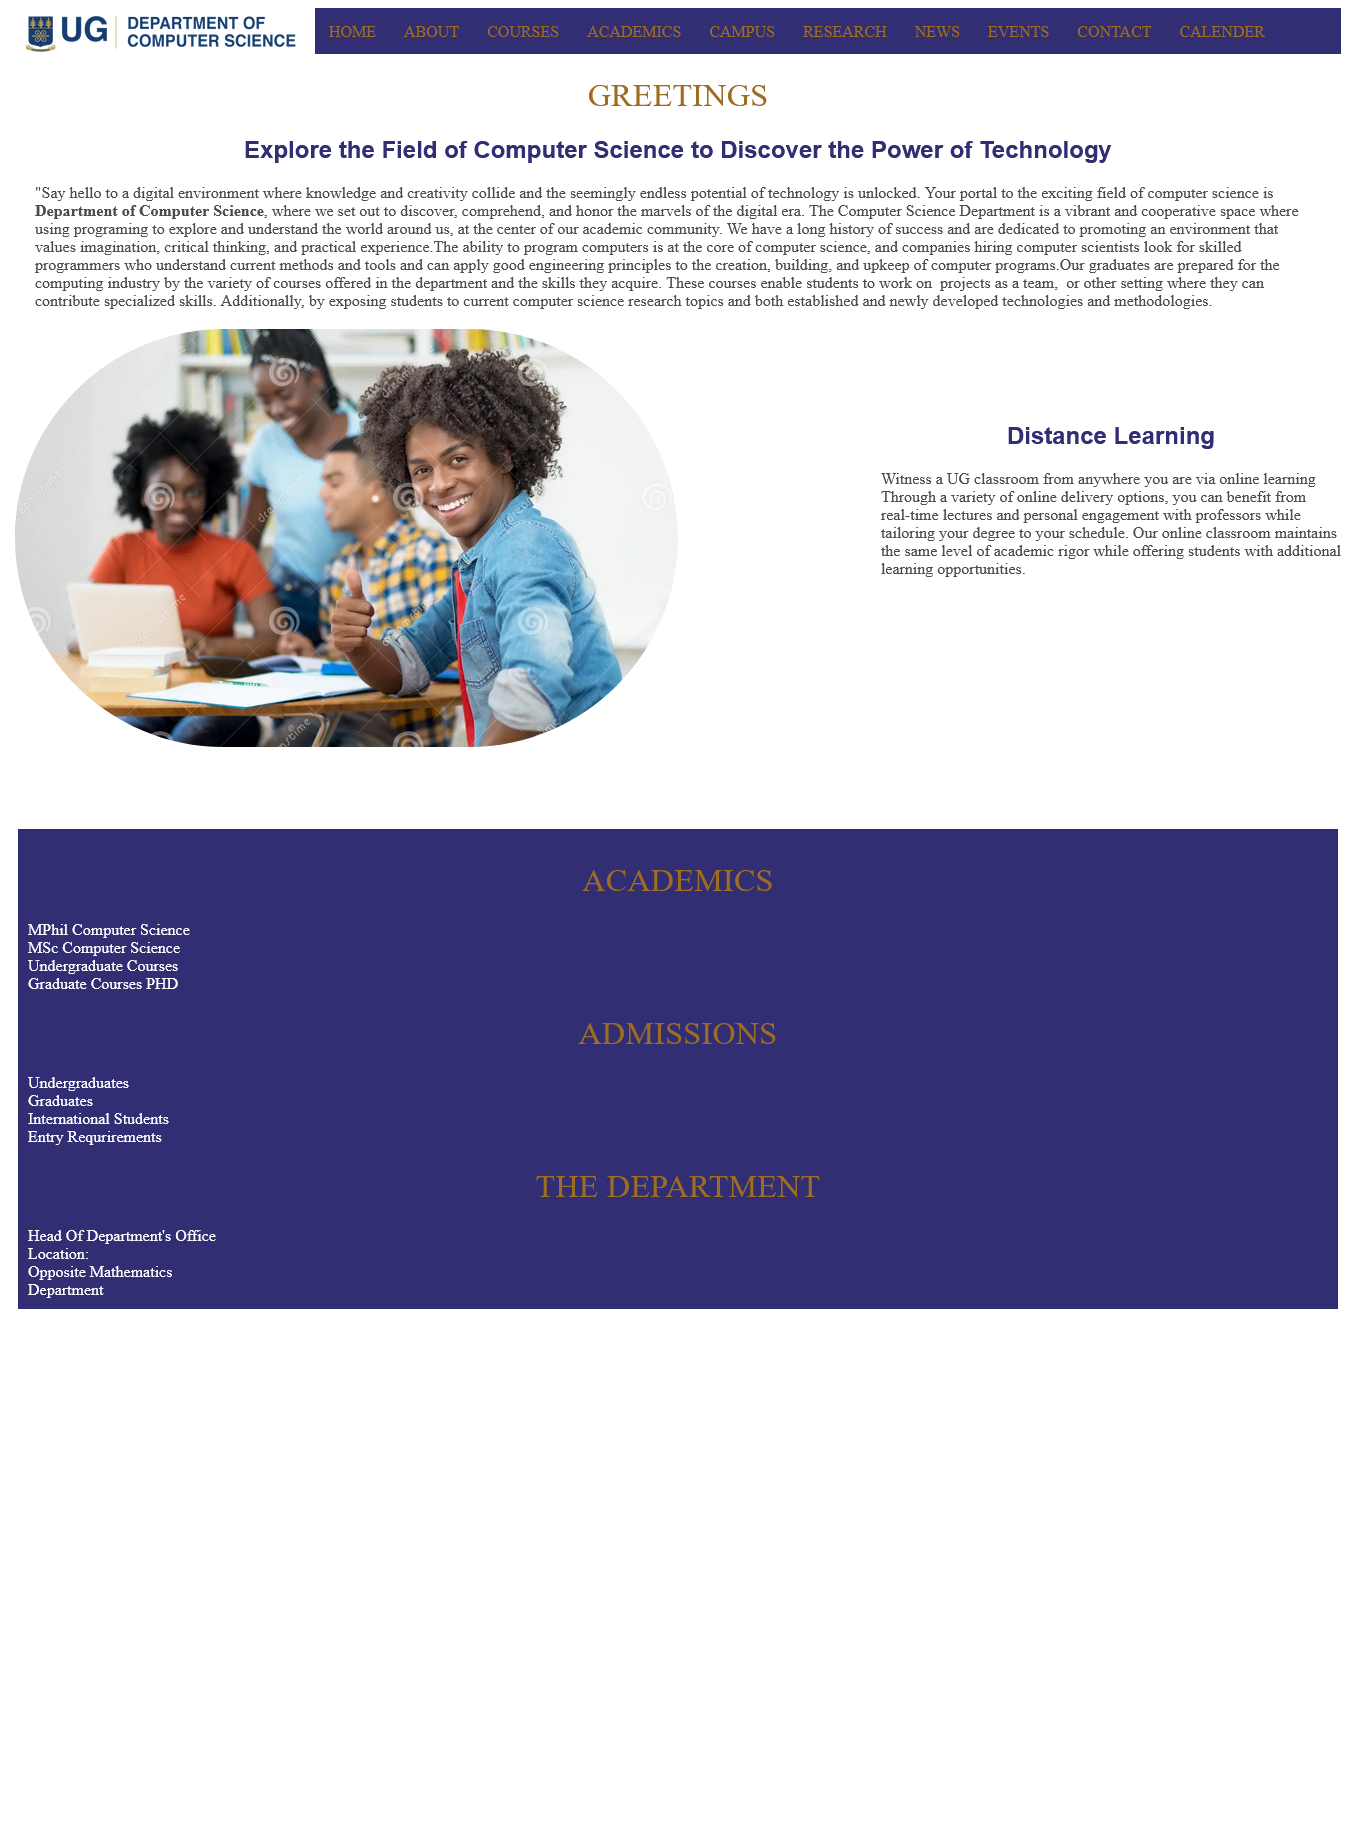 UG DEPARTMENT OF
COMPUTER SCIENCE
HOME ABOUT COURSES ACADEMICS CAMPUS RESEARCH NEWS EVENTS CONTACT CALENDER
GREETINGS
Explore the Field of Computer Science to Discover the Power of Technology
"Say hello to a digital environment where knowledge and creativity collide and the seemingly endless potential of technology is unlocked. Your portal to the exciting field of computer science is
Department of Computer Science, where we set out to discover, comprehend, and honor the marvels of the digital era. The Computer Science Department is a vibrant and cooperative space where
using programing to explore and understand the world around us, at the center of our academic community. We have a long history of success and are dedicated to promoting an environment that
values imagination, critical thinking, and practical experience.The ability to program computers is at the core of computer science, and companies hiring computer scientists look for skilled
programmers who understand current methods and tools and can apply good engineering principles to the creation, building, and upkeep of computer programs.Our graduates are prepared for the
computing industry by the variety of courses offered in the department and the skills they acquire. These courses enable students to work on projects as a team, or other setting where they can
contribute specialized skills. Additionally, by exposing students to current computer science research topics and both established and newly developed technologies and methodologies.
Distance Learning
Witness a UG classroom from anywhere you are via online learning
Through a variety of online delivery options, you can benefit from
real-time lectures and personal engagement with professors while
tailoring your degree to your schedule. Our online classroom maintains
the same level of academic rigor while offering students with additional
learning opportunities.
ACADEMICS
MPhil Computer Science
MSc Computer Science
Undergraduate Courses
Graduate Courses PHD
ADMISSIONS
Undergraduates
Graduates
International Students
Entry Requrirements
THE DEPARTMENT
Head Of Department's Office
Location:
Opposite Mathematics
Department